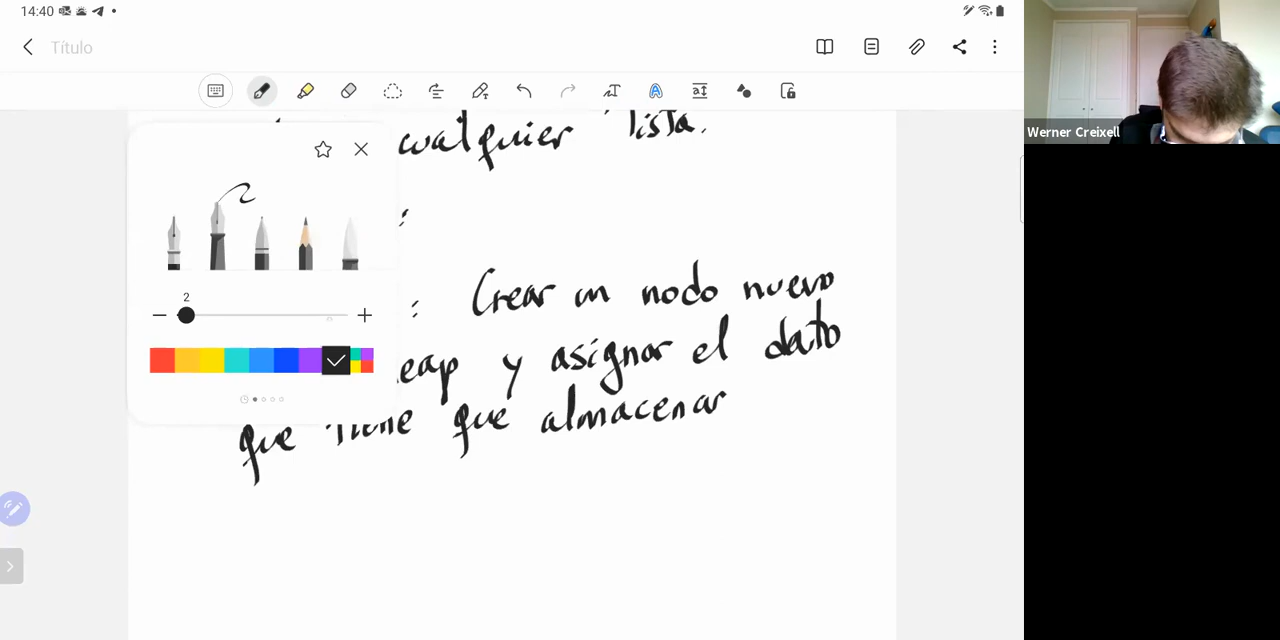 14:40
Título
cualquier lista.
:
2
: Crear un nodo nuevo
eap y asignar el dato
que tiene que almacenar
Werner Creixell